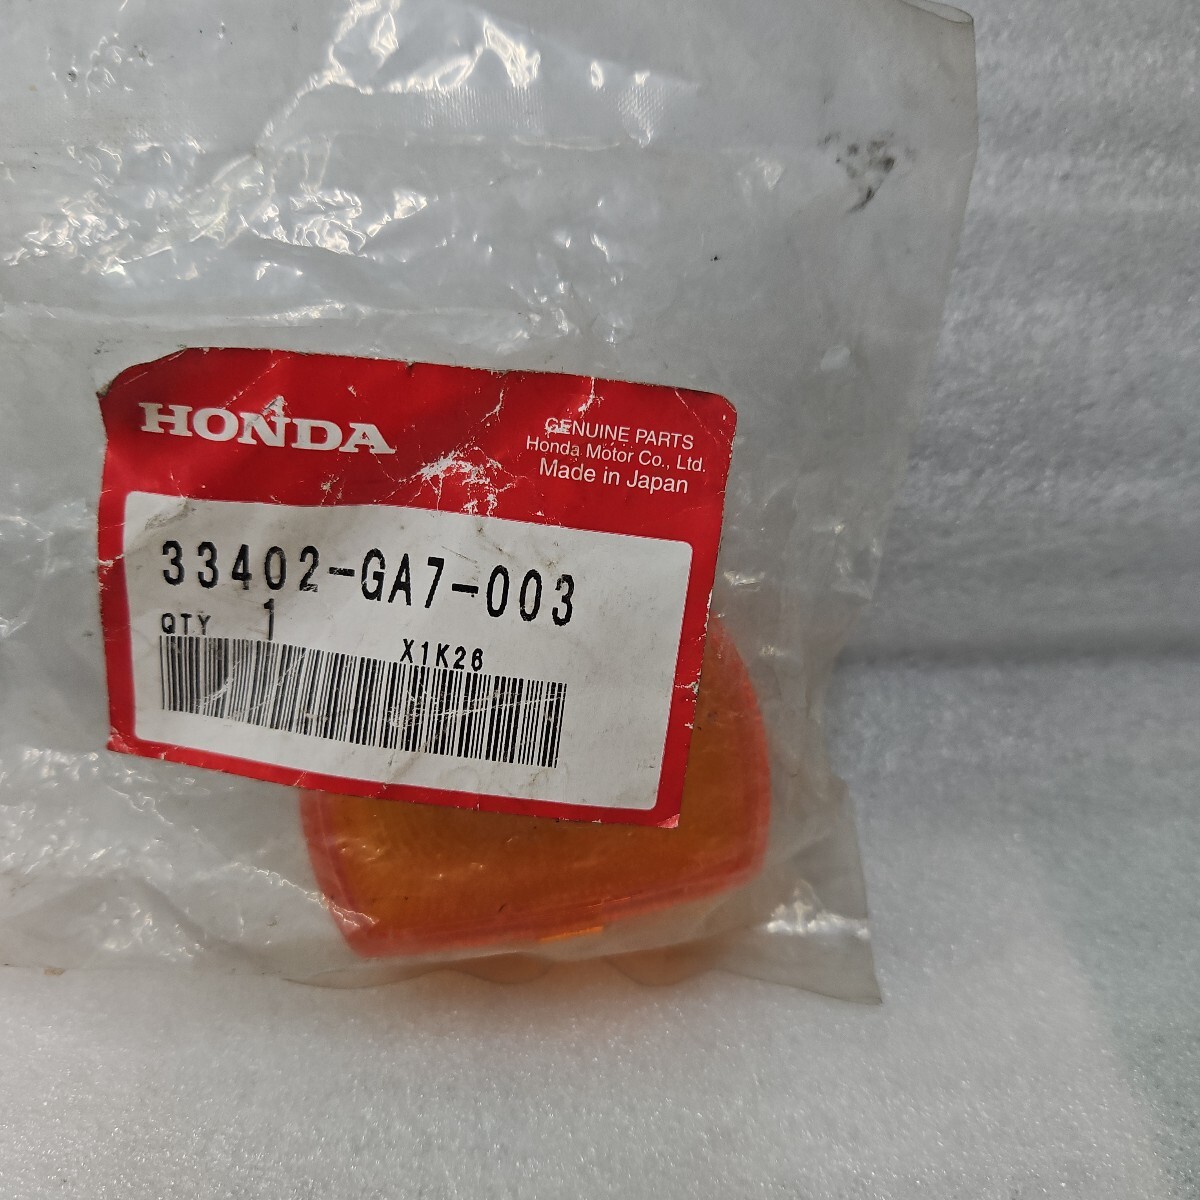 HONDA
GENUINE PARTS
Honda Motor Co., Ltd.
Made in Japan
33402-GA7-003
QTY 1
X1K26